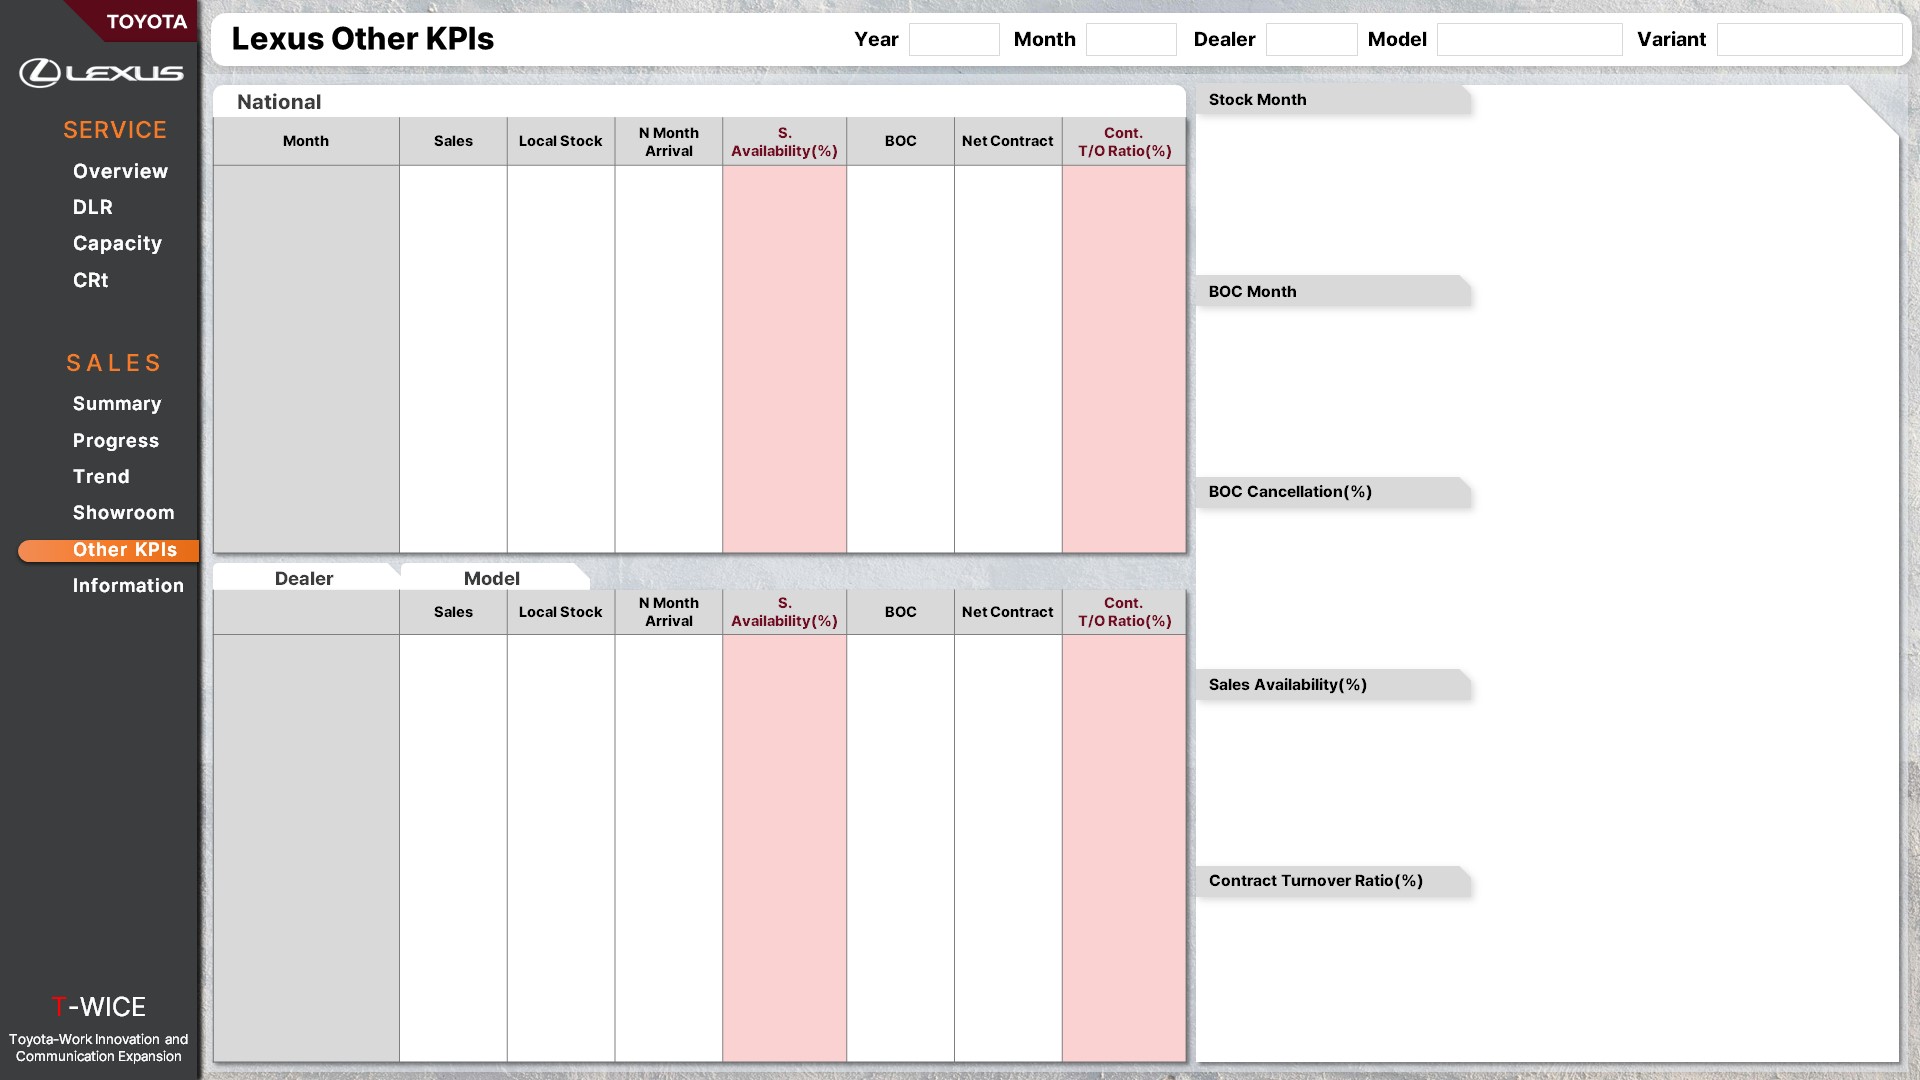 TOYOTA
LEXUS
SERVICE
Overview
DLR
Capacity
CRt
SALES
Summary
Progress
Trend
Showroom
Other KPIs
Information
T-WICE
Toyota-Work Innovation and
Communication Expansion
Lexus Other KPIs
Year
Month
Dealer
Model
Variant
National
Month
Sales
Local Stock
N Month
Arrival
S.
Availability(%)
BOC
Net Contract
Cont.
T/O Ratio(%)
Dealer
Model
Sales
Local Stock
N Month
Arrival
S.
Availability(%)
BOC
Net Contract
Cont.
T/O Ratio(%)
Stock Month
BOC Month
BOC Cancellation(%)
Sales Availability(%)
Contract Turnover Ratio(%)